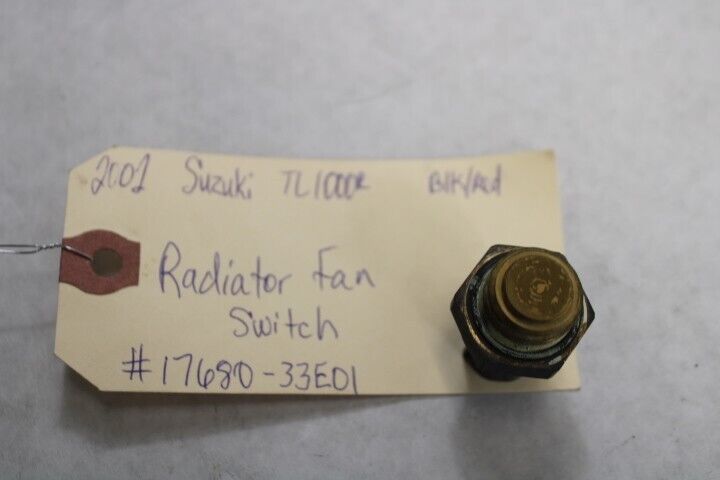 2001 Suzuki TL1000R Blk/Red
Radiator Fan
Switch
#17680-33E01